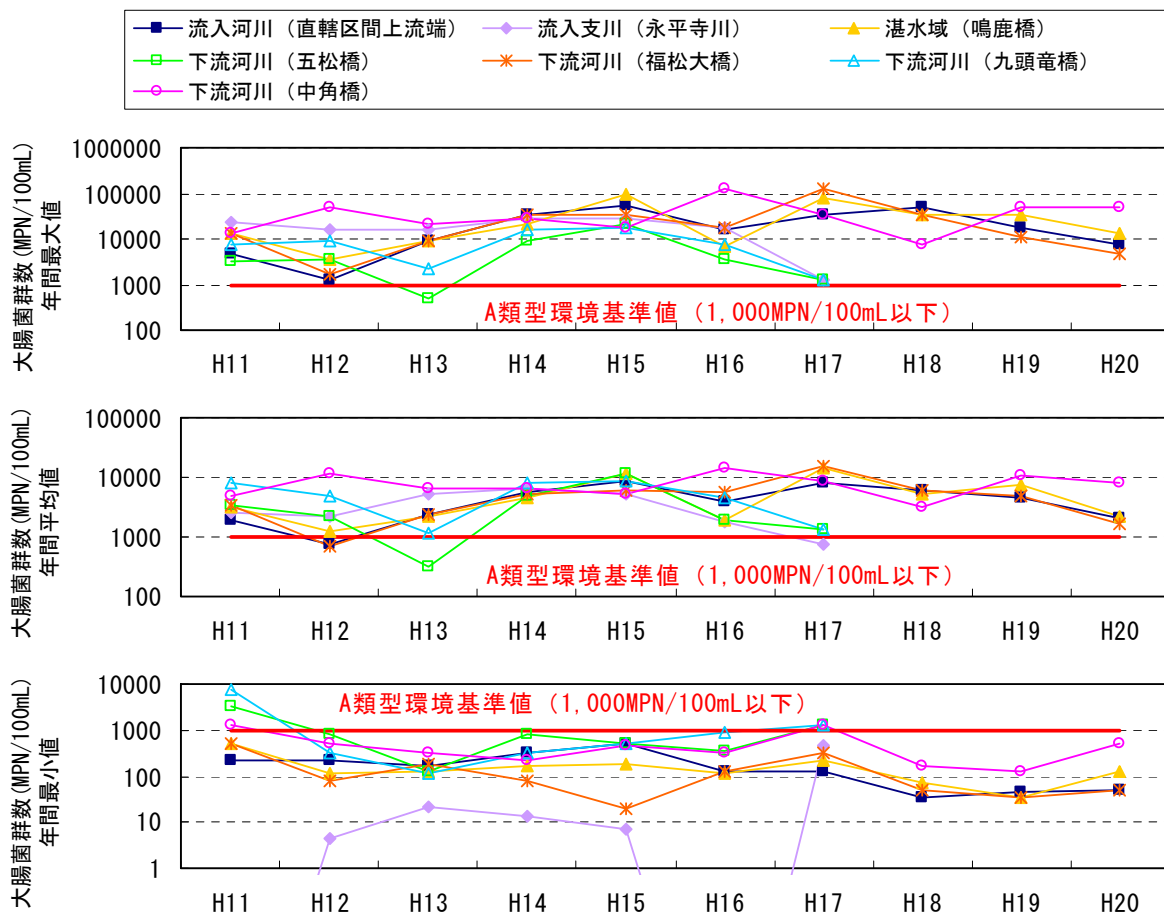 流入河川（直轄区間上流端） 流入支川（永平寺川） 湛水域（鳴鹿橋）
下流河川（五松橋） 下流河川（福松大橋） 下流河川（九頭竜橋）
下流河川（中角橋）
大腸菌群数(MPN/100mL)
年間最大値
1000000
100000
10000
1000
100
A類型環境基準値（1,000MPN/100mL以下）
H11 H12 H13 H14 H15 H16 H17 H18 H19 H20
大腸菌群数(MPN/100mL)
年間平均値
100000
10000
1000
100
A類型環境基準値（1,000MPN/100mL以下）
H11 H12 H13 H14 H15 H16 H17 H18 H19 H20
大腸菌群数(MPN/100mL)
年間最小値
10000
1000
100
10
1
A類型環境基準値（1,000MPN/100mL以下）
H11 H12 H13 H14 H15 H16 H17 H18 H19 H20